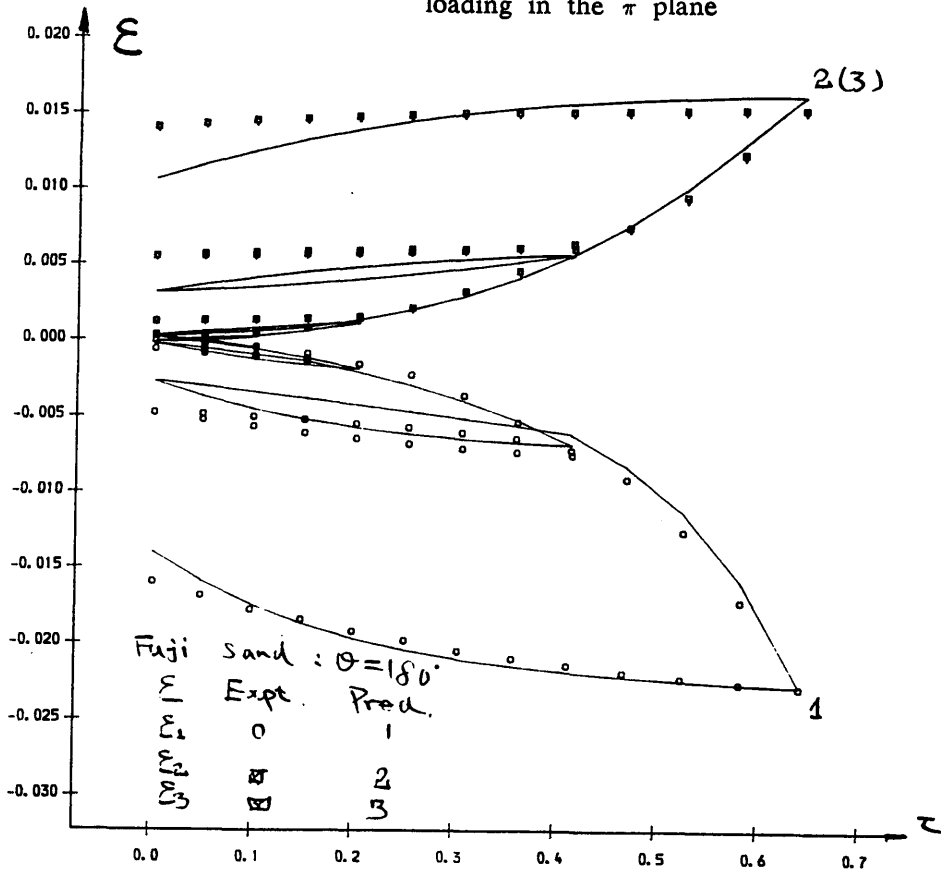 loading in the π plane
0.020
ε
2(3)
0.015
0.010
0.005
0.000
-0.005
-0.010
-0.015
-0.020
-0.025
-0.030
Fuji sand : θ=180°
ε Expt. Pred.
ε1 0 1
ε2 2
ε3 3
1
τ
0.0 0.1 0.2 0.3 0.4 0.5 0.6 0.7